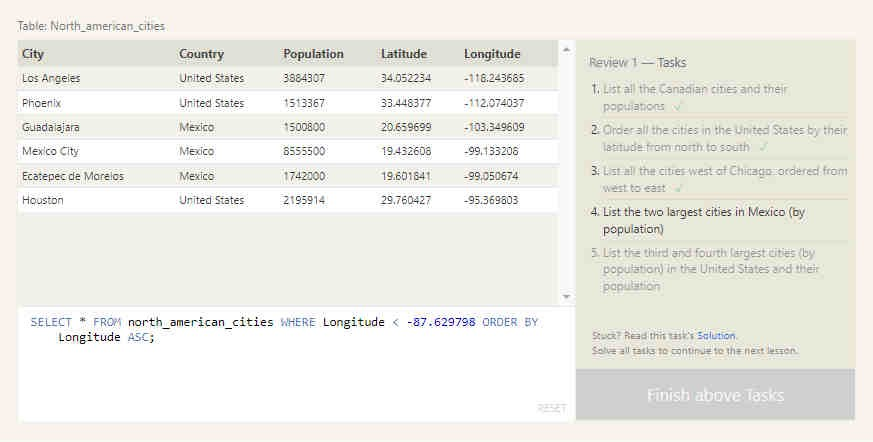 Table: North_american_cities
City Country Population Latitude Longitude
Los Angeles United States 3884307 34.052234 -118.243685
Phoenix United States 1513367 33.448377 -112.074037
Guadalajara Mexico 1500800 20.659699 -103.349609
Mexico City Mexico 8555500 19.432608 -99.133208
Ecatepec de Morelos Mexico 1742000 19.601841 -99.050674
Houston United States 2195914 29.760427 -95.369803
SELECT * FROM north_american_cities WHERE Longitude < -87.629798 ORDER BY
Longitude ASC;
RESET
Review 1 — Tasks
1. List all the Canadian cities and their
populations ✓
2. Order all the cities in the United States by their
latitude from north to south ✓
3. List all the cities west of Chicago, ordered from
west to east ✓
4. List the two largest cities in Mexico (by
population)
5. List the third and fourth largest cities (by
population) in the United States and their
population
Stuck? Read this task's Solution.
Solve all tasks to continue to the next lesson.
Finish above Tasks